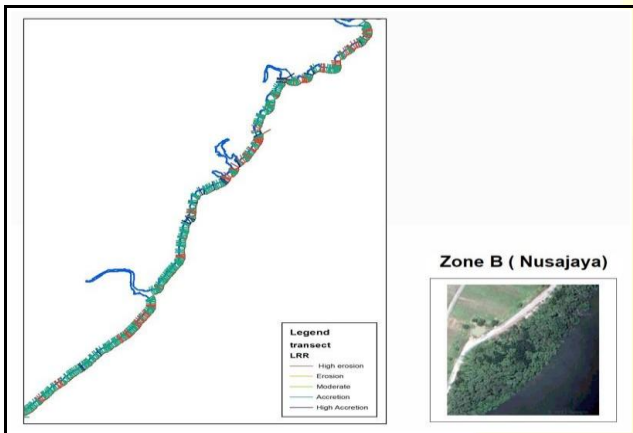 Zone B ( Nusajaya)
Legend
transect
LRR
High erosion
Erosion
Moderate
Accretion
High Accretion